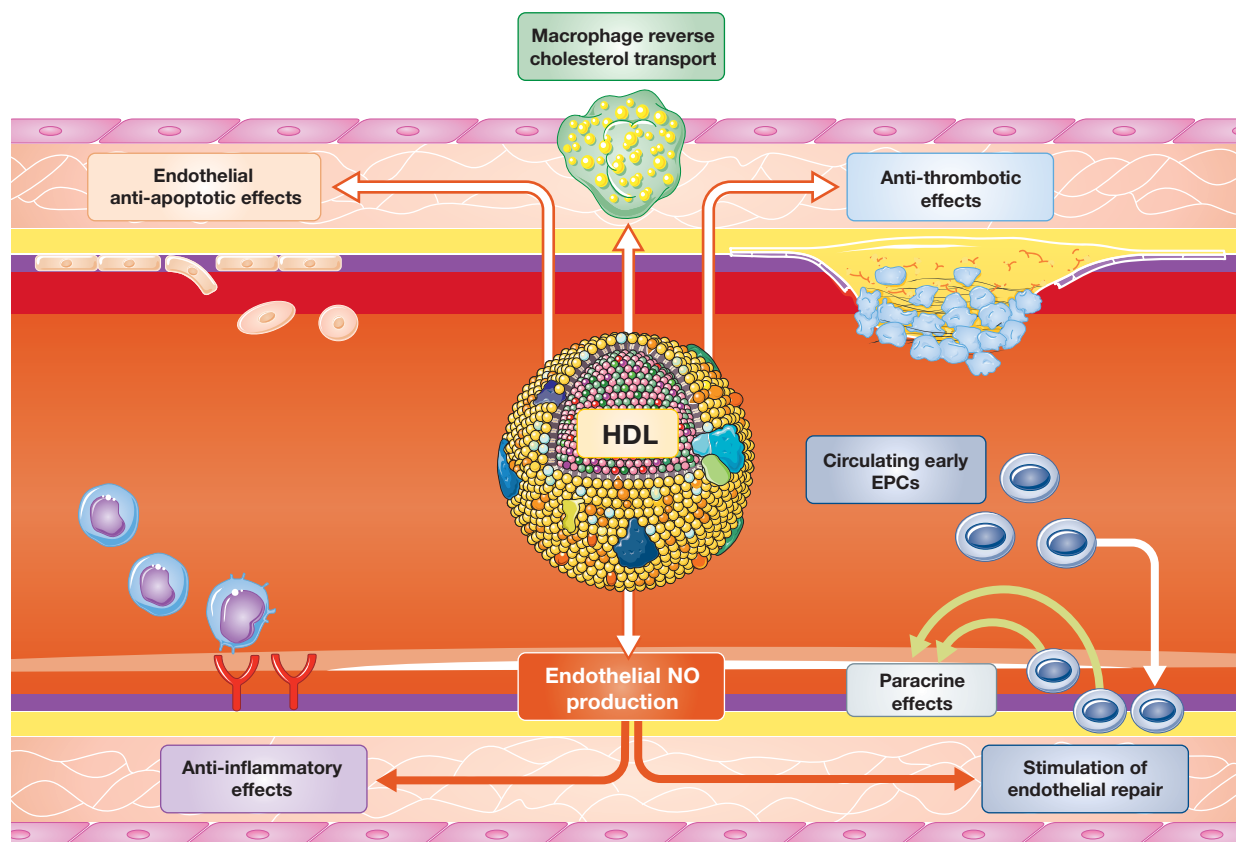 Macrophage reverse
cholesterol transport
Endothelial
anti-apoptotic effects
Anti-thrombotic
effects
HDL
Circulating early
EPCs
Endothelial NO
production
Paracrine
effects
Anti-inflammatory
effects
Stimulation of
endothelial repair